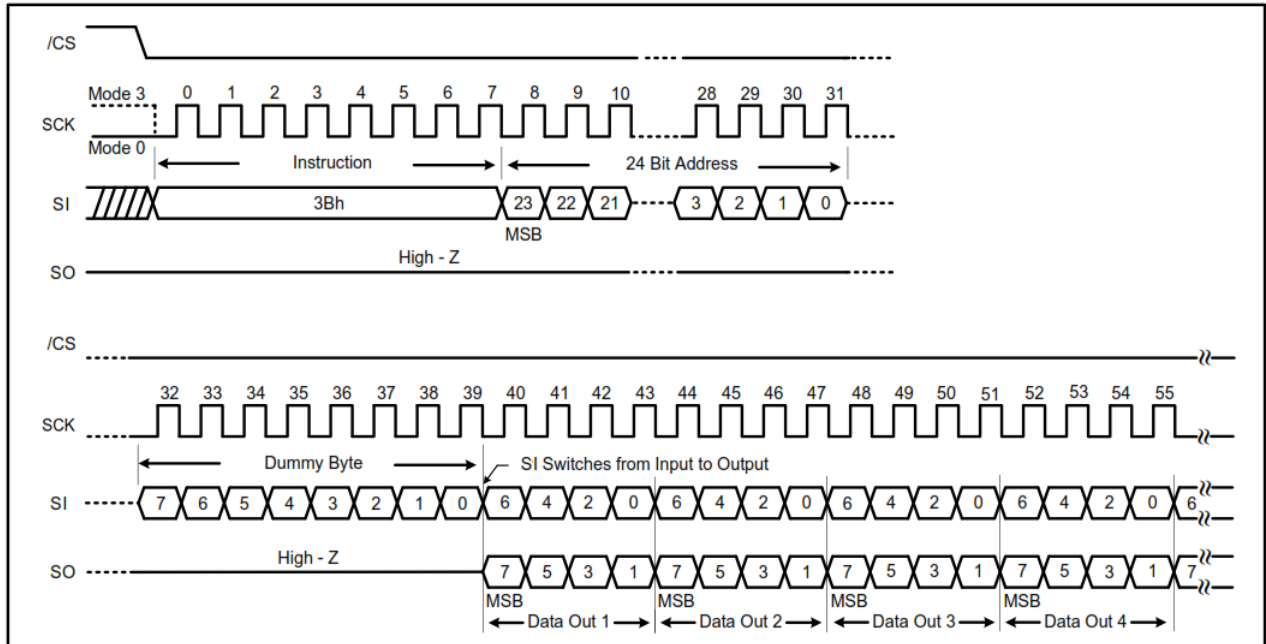 /CS
Mode 3 0 1 2 3 4 5 6 7 8 9 10 28 29 30 31
SCK
Mode 0
Instruction 24 Bit Address
SI 3Bh 23 22 21 3 2 1 0
MSB
High - Z
SO
/CS
32 33 34 35 36 37 38 39 40 41 42 43 44 45 46 47 48 49 50 51 52 53 54 55
SCK
Dummy Byte SI Switches from Input to Output
SI 7 6 5 4 3 2 1 0 6 4 2 0 6 4 2 0 6 4 2 0 6 4 2 0 6
High - Z
SO 7 5 3 1 7 5 3 1 7 5 3 1 7 5 3 1 7
MSB MSB MSB MSB
Data Out 1 Data Out 2 Data Out 3 Data Out 4